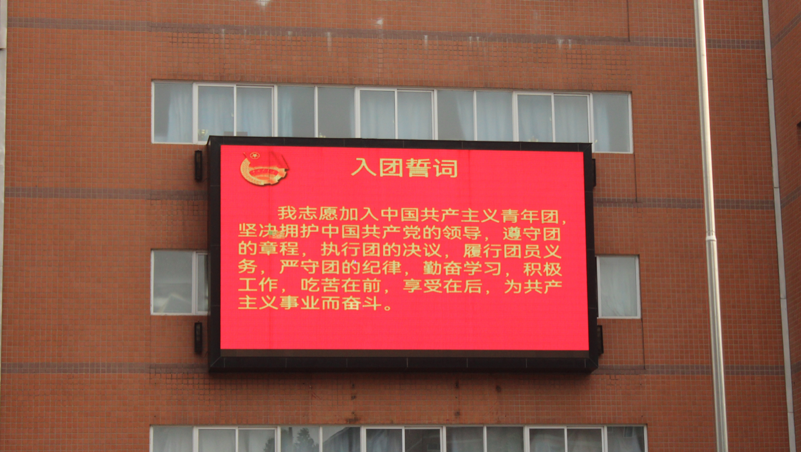 入团誓词
我志愿加入中国共产主义青年团，
坚决拥护中国共产党的领导，遵守团
的章程，执行团的决议，履行团员义
务，严守团的纪律，勤奋学习，积极
工作，吃苦在前，享受在后，为共产
主义事业而奋斗。